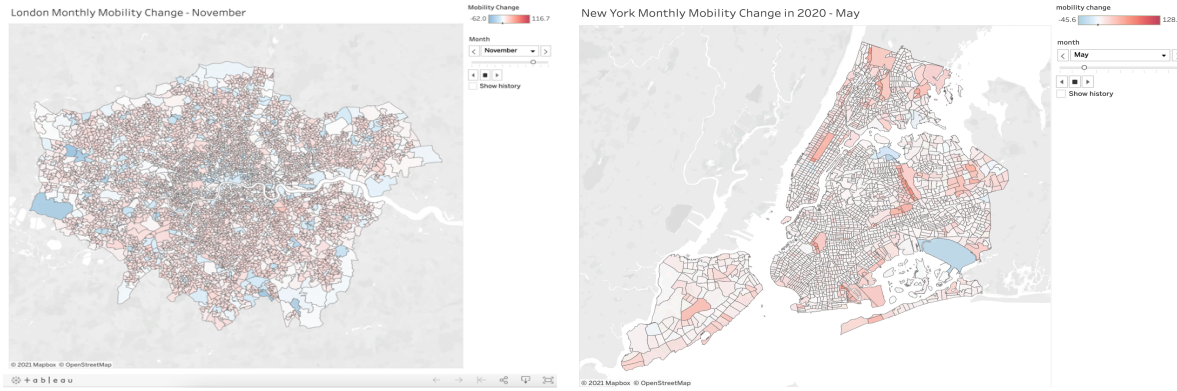 London Monthly Mobility Change - November
Mobility Change
-62.0 116.7
Month
November
Show history
© 2021 Mapbox © OpenStreetMap
+ a b l e a u
New York Monthly Mobility Change in 2020 - May
mobility change
-45.6 128.
month
May
Show history
© 2021 Mapbox © OpenStreetMap